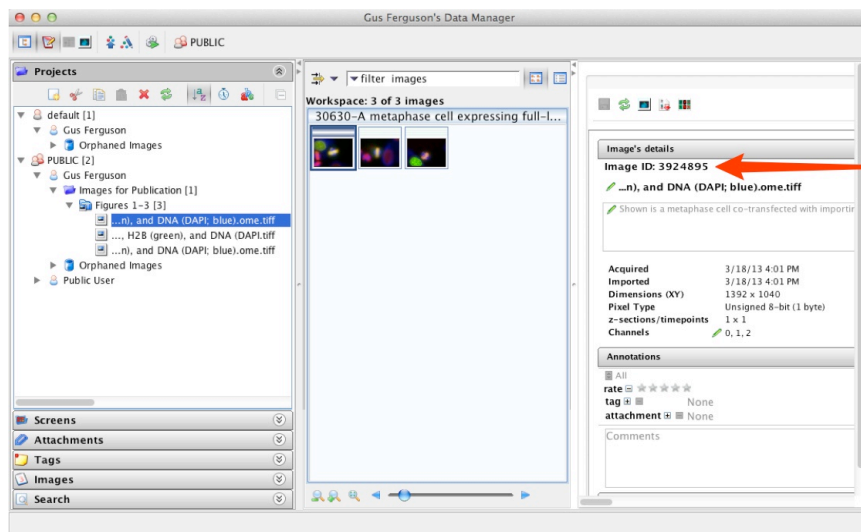 Gus Ferguson's Data Manager
PUBLIC
Projects
default [1]
Gus Ferguson
Orphaned Images
PUBLIC [2]
Gus Ferguson
Images for Publication [1]
Figures 1-3 [3]
...n), and DNA (DAPI; blue).ome.tiff
..., H2B (green), and DNA (DAPI.tiff
...n), and DNA (DAPI; blue).ome.tiff
Orphaned Images
Public User
Screens
Attachments
Tags
Images
Search
filter images
Workspace: 3 of 3 images
30630-A metaphase cell expressing full-l...
Image's details
Image ID: 3924895
...n), and DNA (DAPI; blue).ome.tiff
Shown is a metaphase cell co-transfected with importin
Acquired 3/18/13 4:01 PM
Imported 3/18/13 4:01 PM
Dimensions (XY) 1392 x 1040
Pixel Type Unsigned 8-bit (1 byte)
z-sections/timepoints 1 x 1
Channels 0, 1, 2
Annotations
All
rate
tag None
attachment None
Comments